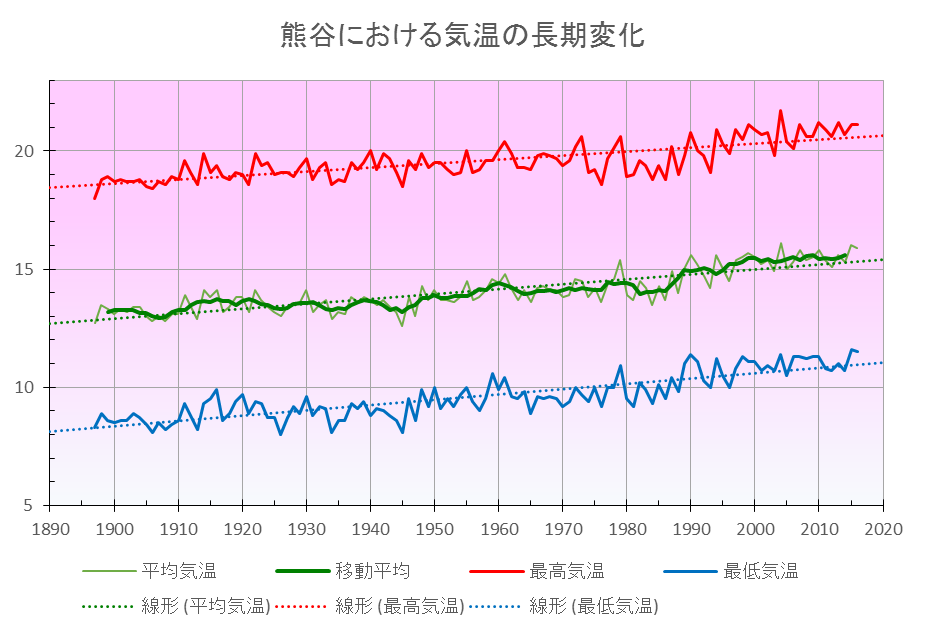 熊谷における気温の長期変化
20
15
10
5
1890 1900 1910 1920 1930 1940 1950 1960 1970 1980 1990 2000 2010 2020
平均気温 移動平均 最高気温 最低気温
線形 (平均気温) 線形 (最高気温) 線形 (最低気温)